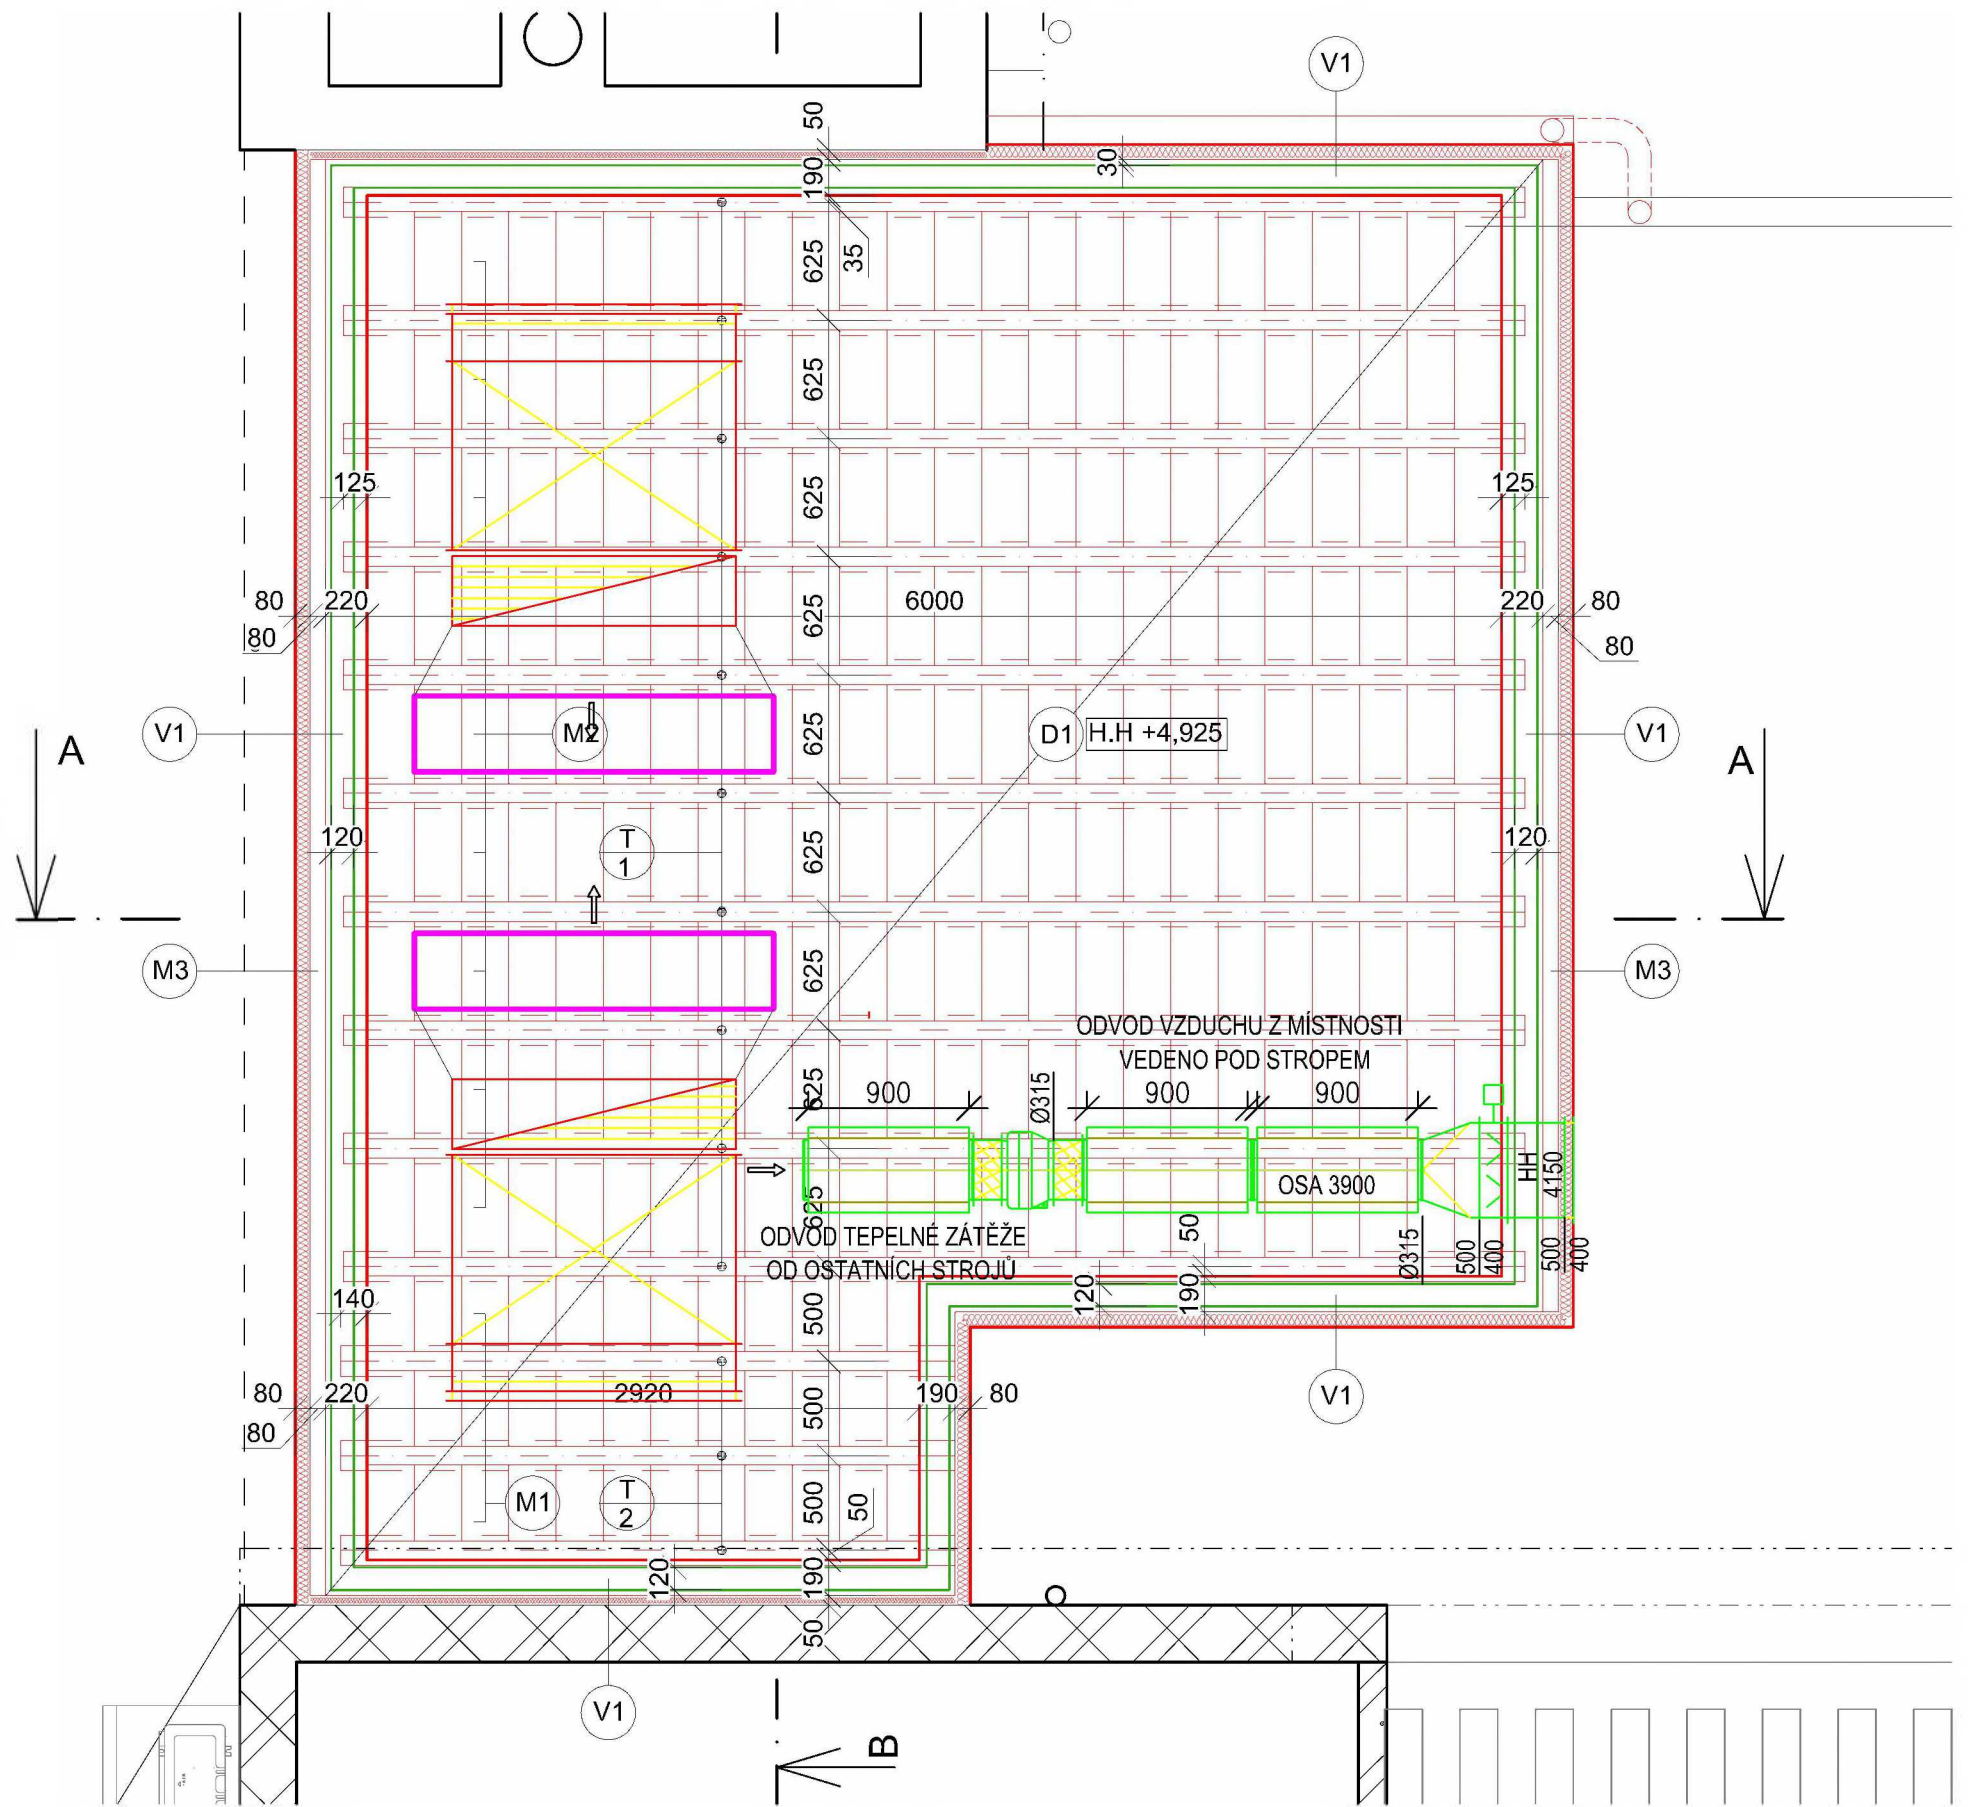 V1
50
190
30
35
625
625
625
125
125
80
220
80
625
6000
220
80
80
V1
A
M2
625
D1
H.H +4,925
V1
A
120
T
1
625
120
M3
625
M3
ODVOD VZDUCHU Z MÍSTNOSTI
VEDENO POD STROPEM
625
900
Ø315
900
900
OSA 3900
HH
4150
625
ODVOD TEPELNÉ ZÁTĚŽE
OD OSTATNÍCH STROJŮ
50
Ø315
500
400
500
400
120
190
140
500
80
220
80
2920
500
190
80
V1
M1
T
2
500
50
120
190
50
V1
B